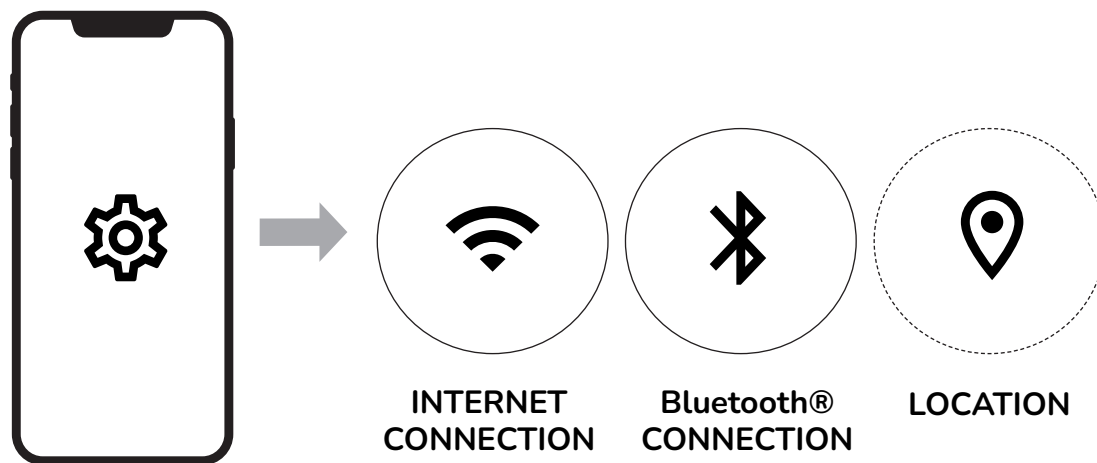 INTERNET
CONNECTION
Bluetooth®
CONNECTION
LOCATION